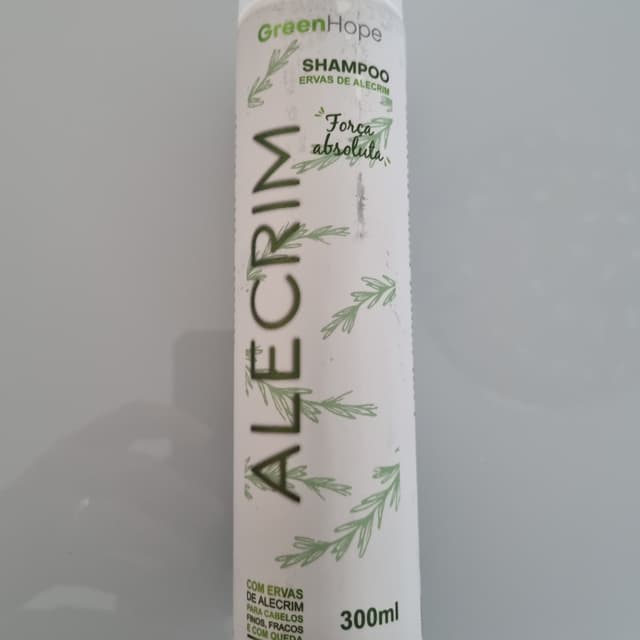 GreenHope
SHAMPOO
ERVAS DE ALECRIM
Força
absoluta
ALECRIM
COM ERVAS
DE ALECRIM
PARA CABELOS
FINOS, FRACOS
E COM QUEDA
300ml